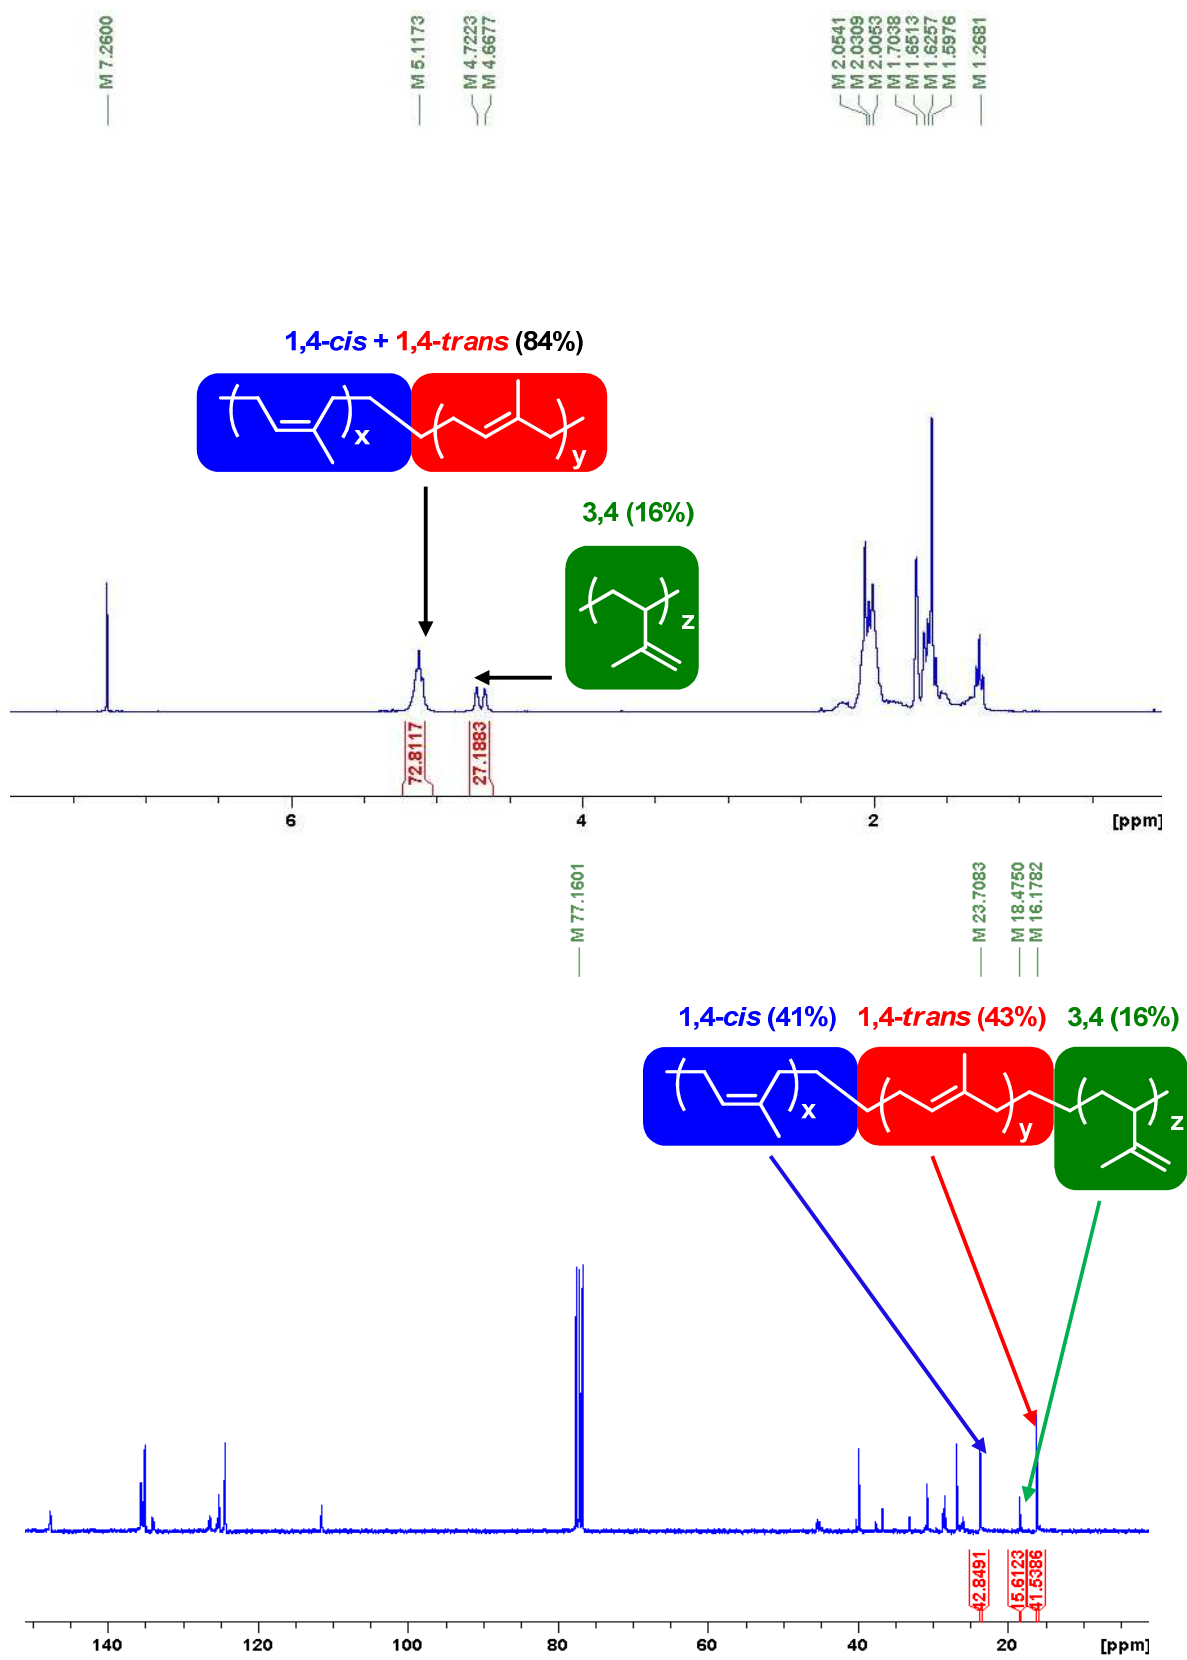 M 7.2600
M 5.1173
M 4.7223
M 4.6677
M 2.0541
M 2.0309
M 2.0053
M 1.7038
M 1.6513
M 1.6257
M 1.5976
M 1.2681
1,4-cis + 1,4-trans (84%)
x
y
3,4 (16%)
z
72.8117
27.1883
6
4
2
[ppm]
M 77.1601
M 23.7083
M 18.4750
M 16.1782
1,4-cis (41%) 1,4-trans (43%) 3,4 (16%)
x
y
z
42.8491
15.6123
41.5386
140
120
100
80
60
40
20
[ppm]